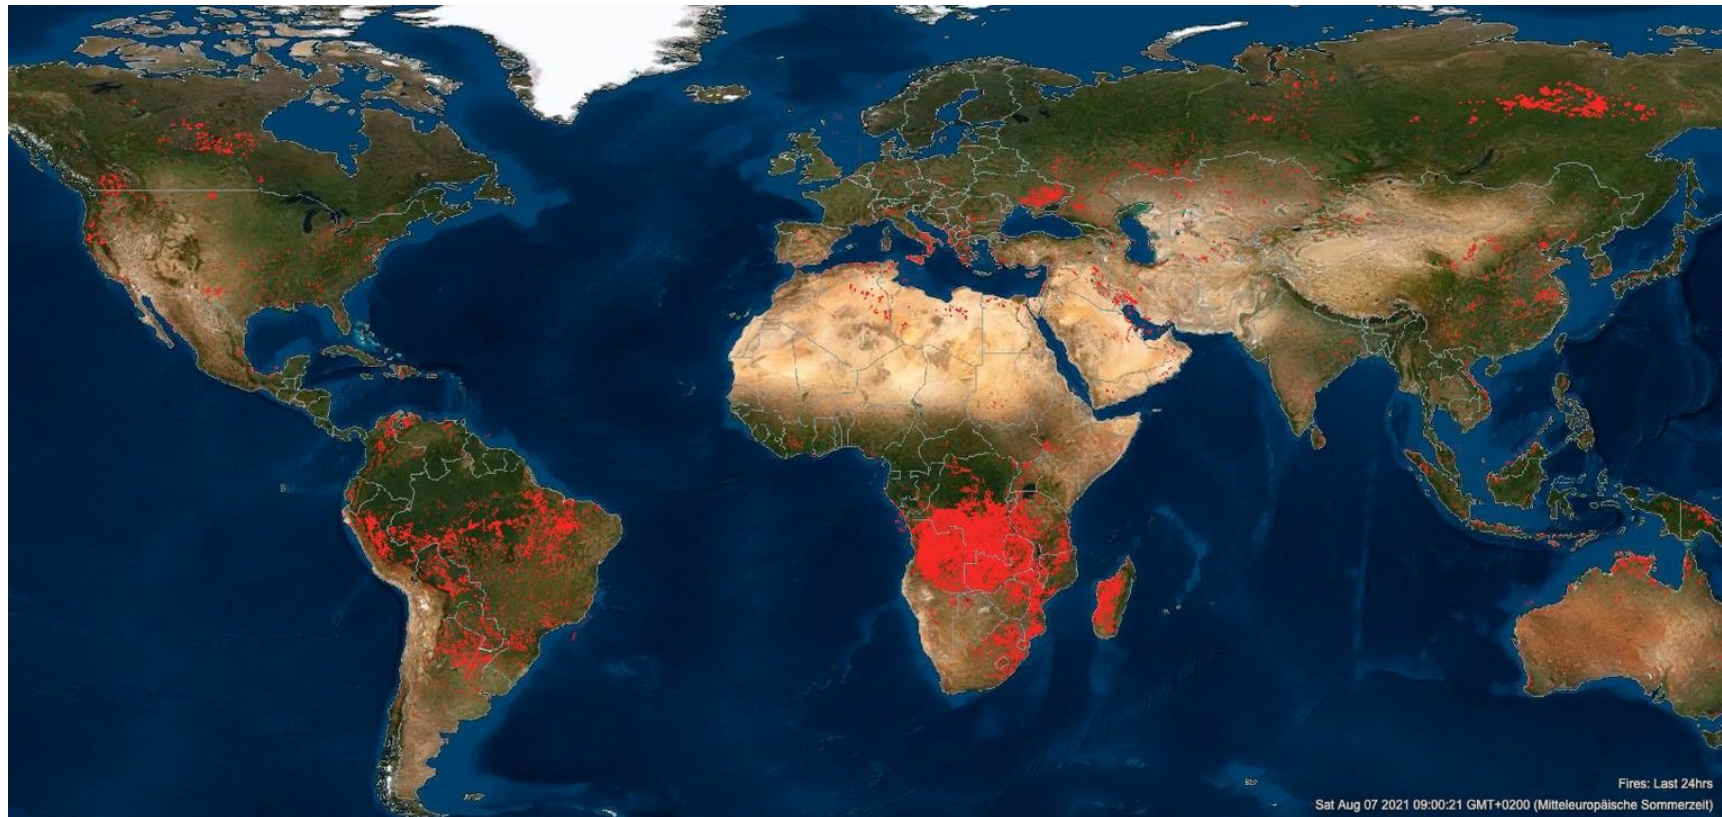 Fires: Last 24hrs
Sat Aug 07 2021 09:00:21 GMT+0200 (Mitteleuropäische Sommerzeit)